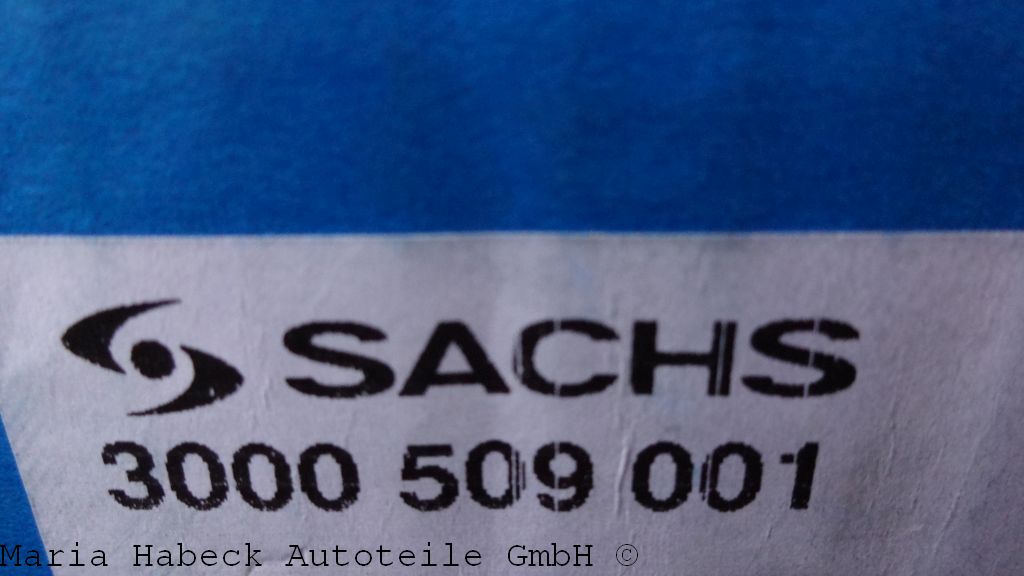 SACHS
3000 509 001
Maria Habeck Autoteile GmbH ©